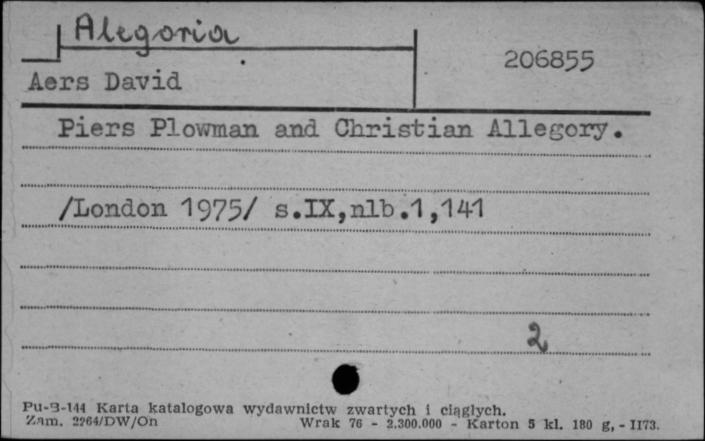 Alegoria
206855
Aers David
Piers Plowman and Christian Allegory.
/London 1975/ s.IX,nlb.1,141
2
Pu-B-144 Karta katalogowa wydawnictw zwartych i ciągłych.
Zam. 2264/DW/On Wrak 76 - 2.300.000 - Karton 5 kl. 180 g, - II73.